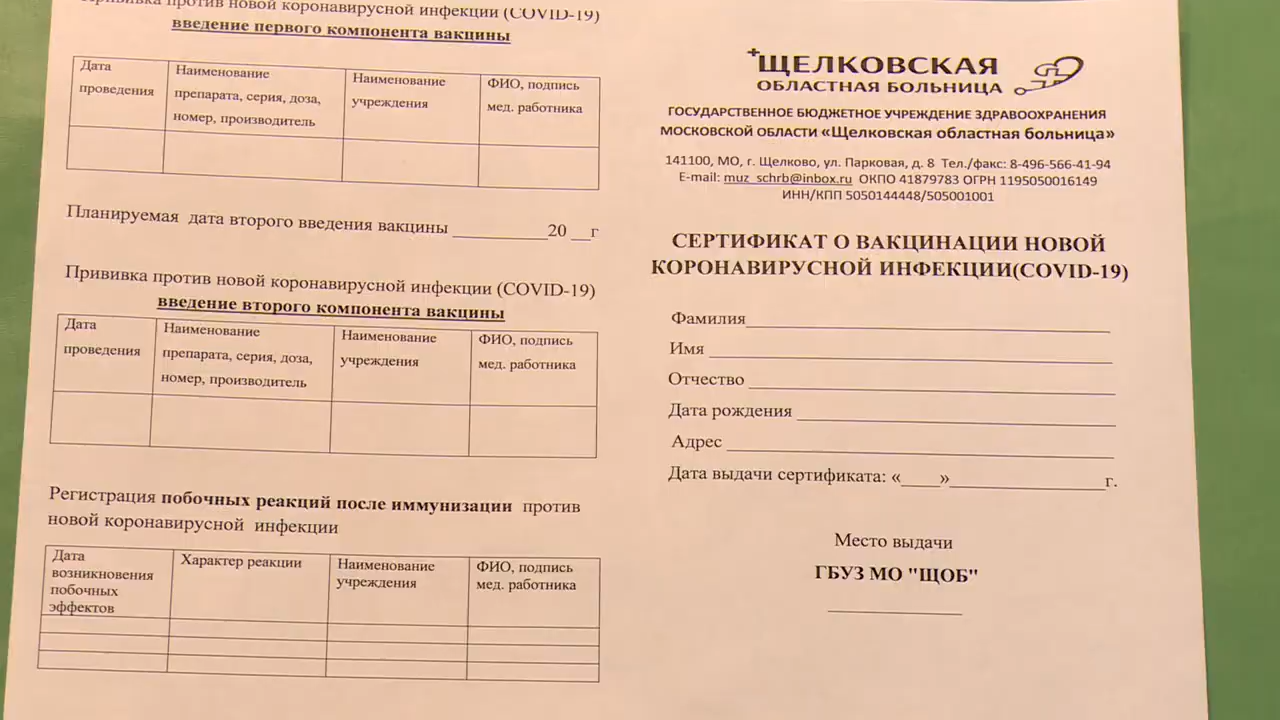 прививка против новой коронавирусной инфекции (COVID-19)
введение первого компонента вакцины
Дата проведения
Наименование препарата, серия, доза, номер, производитель
Наименование учреждения
ФИО, подпись мед. работника
Планируемая дата второго введения вакцины __________20 __г
Прививка против новой коронавирусной инфекции (COVID-19)
введение второго компонента вакцины
Дата проведения
Наименование препарата, серия, доза, номер, производитель
Наименование учреждения
ФИО, подпись мед. работника
Регистрация побочных реакций после иммунизации против
новой коронавирусной инфекции
Дата возникновения побочных эффектов
Характер реакции
Наименование учреждения
ФИО, подпись мед. работника
ЩЕЛКОВСКАЯ
ОБЛАСТНАЯ БОЛЬНИЦА
ГОСУДАРСТВЕННОЕ БЮДЖЕТНОЕ УЧРЕЖДЕНИЕ ЗДРАВООХРАНЕНИЯ
МОСКОВСКОЙ ОБЛАСТИ «Щелковская областная больница»
141100, МО, г. Щелково, ул. Парковая, д. 8 Тел./факс: 8-496-566-41-94
E-mail: muz_schrb@inbox.ru ОКПО 41879783 ОГРН 1195050016149
ИНН/КПП 5050144448/505001001
СЕРТИФИКАТ О ВАКЦИНАЦИИ НОВОЙ
КОРОНАВИРУСНОЙ ИНФЕКЦИИ(COVID-19)
Фамилия
Имя
Отчество
Дата рождения
Адрес
Дата выдачи сертификата: «____»________________г.
Место выдачи
ГБУЗ МО "ЩОБ"